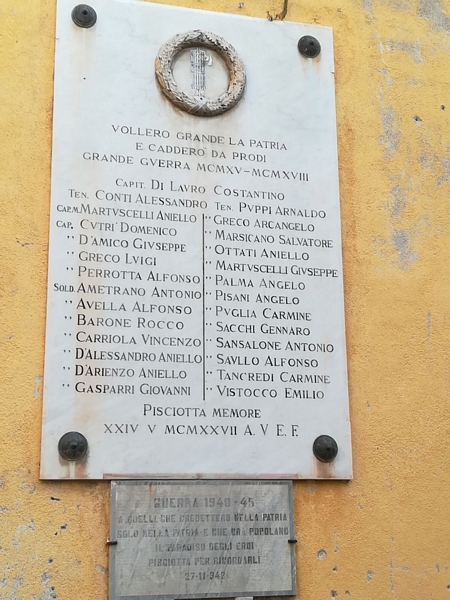 VOLLERO GRANDE LA PATRIA
E CADDERO DA PRODI
GRANDE GVERRA MCMXV-MCMXVIII
CAPIT. DI LAVRO COSTANTINO
TEN. CONTI ALESSANDRO TEN. PVPPI ARNALDO
CAP.M. MARTVSCELLI ANIELLO
CAP. CVTRI' DOMENICO
" D'AMICO GIVSEPPE
" GRECO LVIGI
" PERROTTA ALFONSO
SOLD. AMETRANO ANTONIO
" AVELLA ALFONSO
" BARONE ROCCO
" CARRIOLA VINCENZO
" D'ALESSANDRO ANIELLO
" D'ARIENZO ANIELLO
" GASPARRI GIOVANNI
" GRECO ARCANGELO
" MARSICANO SALVATORE
" OTTATI ANIELLO
" MARTVSCELLI GIVSEPPE
" PALMA ANGELO
" PISANI ANGELO
" PVGLIA CARMINE
" SACCHI GENNARO
" SANSALONE ANTONIO
" SAVLLO ALFONSO
" TANCREDI CARMINE
" VISTOCCO EMILIO
PISCIOTTA MEMORE
XXIV V MCMXXVII A. V E.F.
GUERRA 1940-45
A QUELLI CHE CREDETTERO NELLA PATRIA
SOLO NELLA PATRIA E CHE ORA POPOLANO
IL PARADISO DEGLI EROI
PISCIOTTA PER RICORDARLI
27-11-